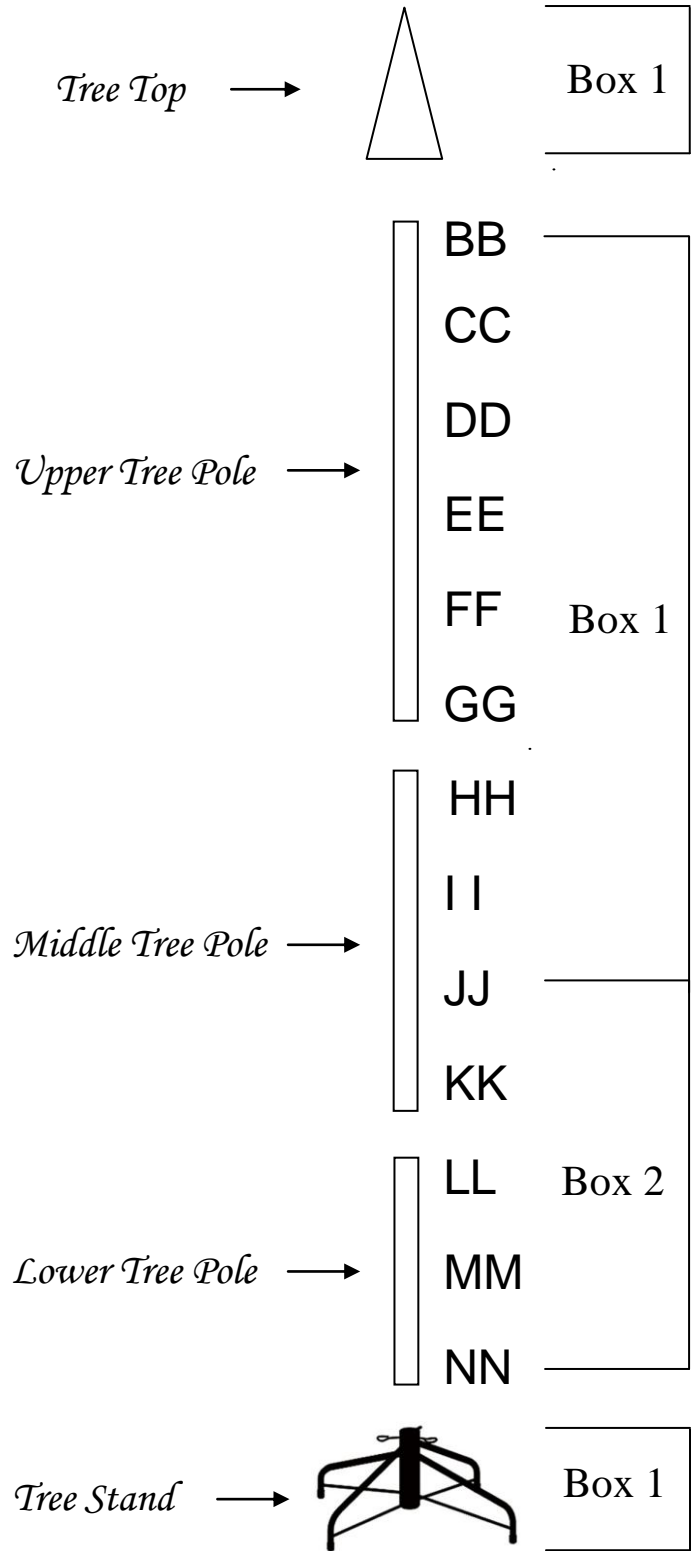 Tree Top
Box 1
BB
CC
DD
Upper Tree Pole
EE
FF
Box 1
GG
HH
I I
Middle Tree Pole
JJ
KK
LL
Box 2
Lower Tree Pole
MM
NN
Tree Stand
Box 1